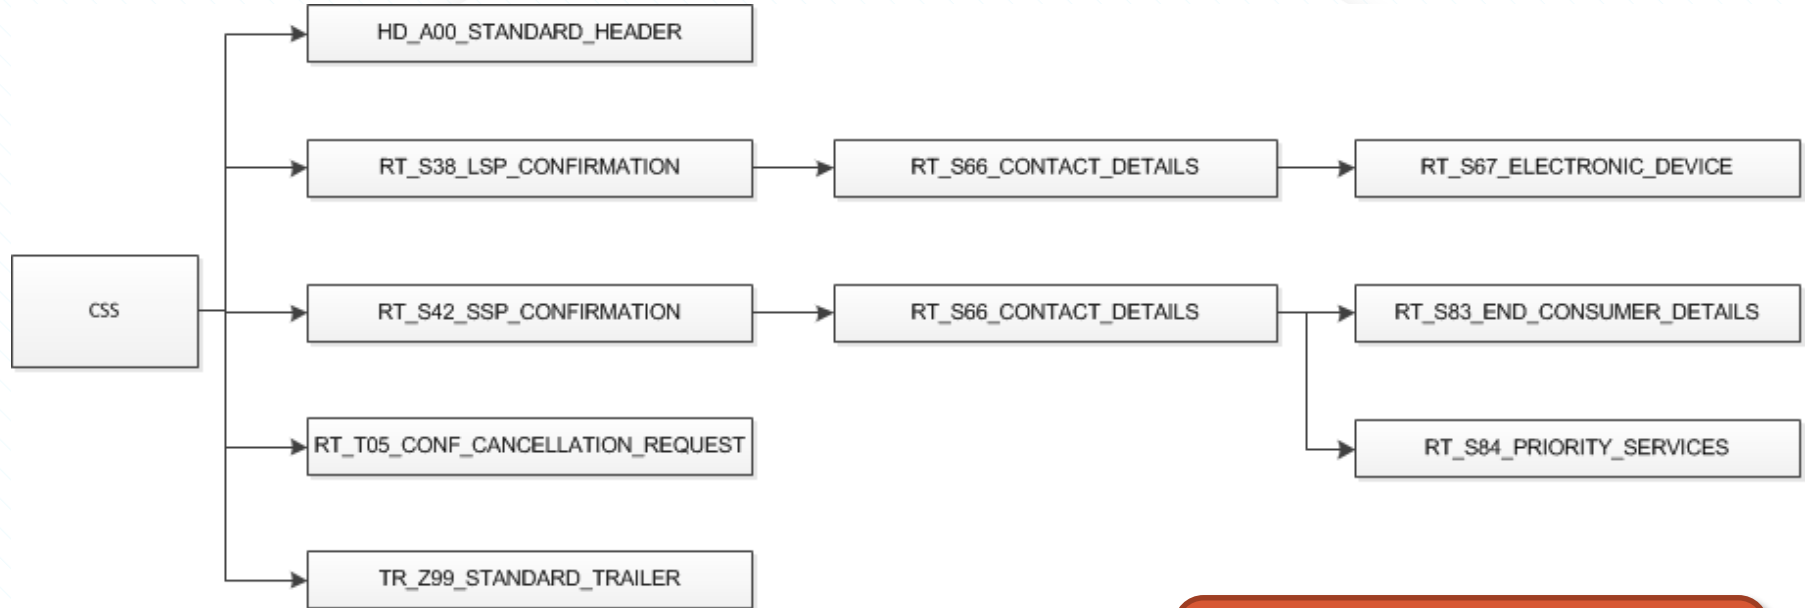 HD_A00_STANDARD_HEADER
RT_S38_LSP_CONFIRMATION
RT_S66_CONTACT_DETAILS
RT_S67_ELECTRONIC_DEVICE
CSS
RT_S42_SSP_CONFIRMATION
RT_S66_CONTACT_DETAILS
RT_S83_END_CONSUMER_DETAILS
RT_T05_CONF_CANCELLATION_REQUEST
RT_S84_PRIORITY_SERVICES
TR_Z99_STANDARD_TRAILER